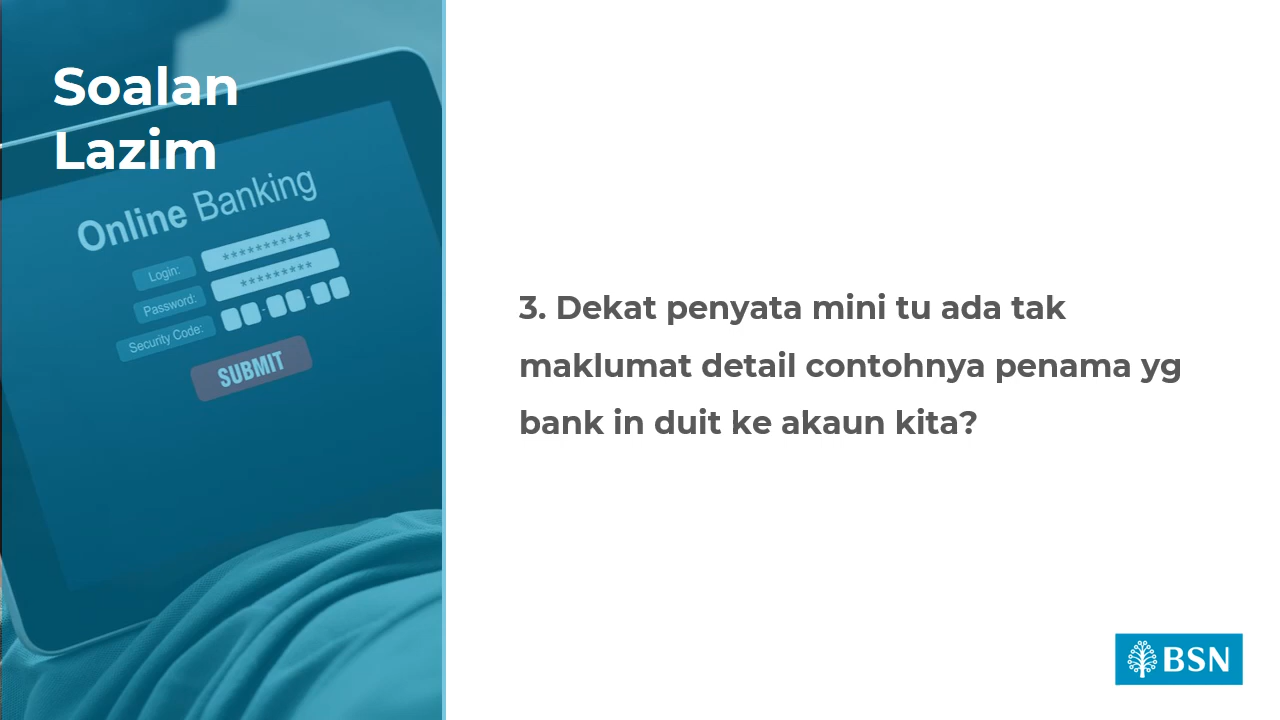 Soalan
Lazim
Online Banking
Login: ***********
Password: *********
Security Code:
SUBMIT
3. Dekat penyata mini tu ada tak
maklumat detail contohnya penama yg
bank in duit ke akaun kita?
BSN